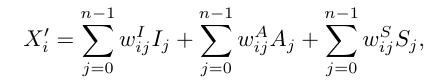 X'_i = \sum_{j=0}^{n-1} w_{ij}^I I_j + \sum_{j=0}^{n-1} w_{ij}^A A_j + \sum_{j=0}^{n-1} w_{ij}^S S_j,